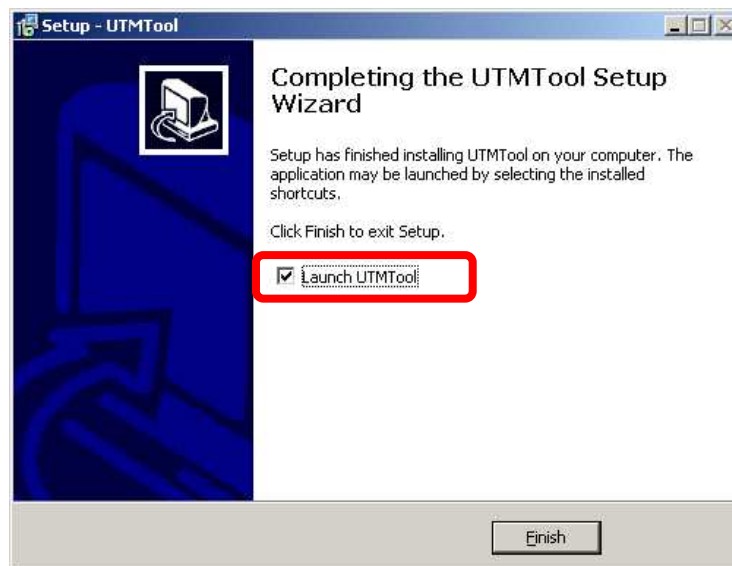 Setup - UTMTool
Completing the UTMTool Setup
Wizard
Setup has finished installing UTMTool on your computer. The
application may be launched by selecting the installed
shortcuts.
Click Finish to exit Setup.
Launch UTMTool
Finish